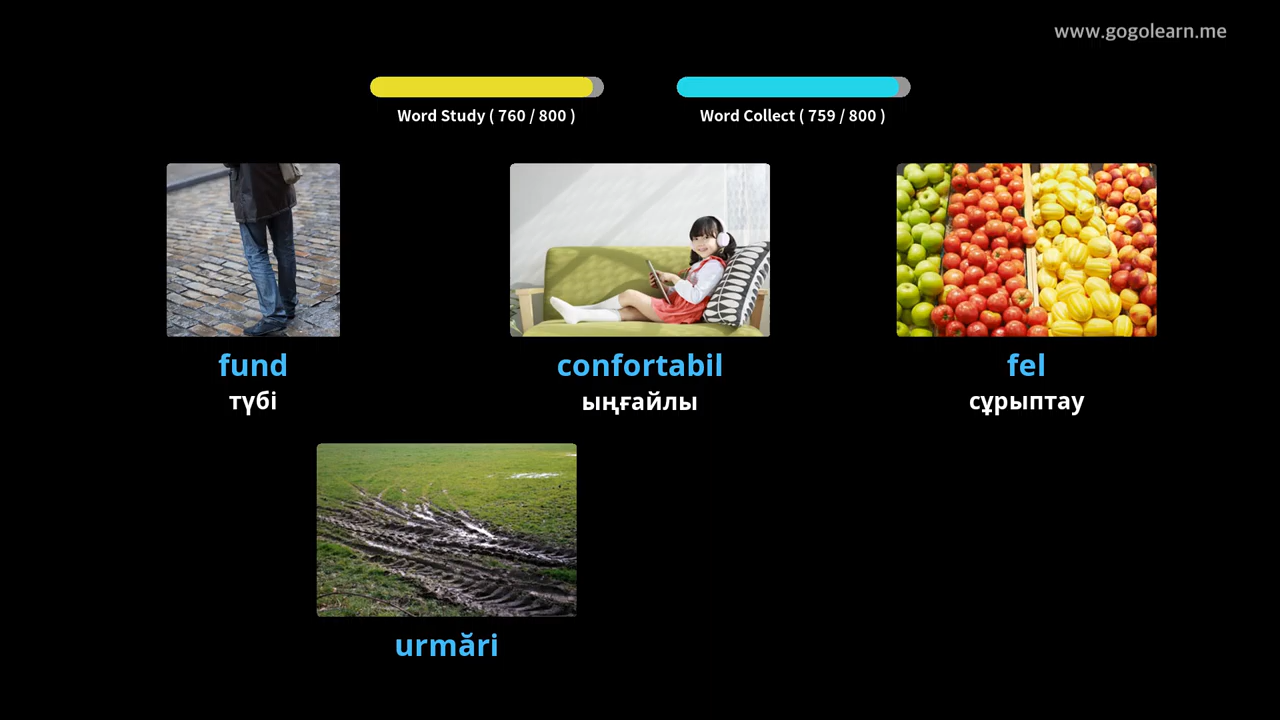 www.gogolearn.me
Word Study ( 760 / 800 )
Word Collect ( 759 / 800 )
fund
түбі
confortabil
ыңғайлы
fel
сұрыптау
urmări